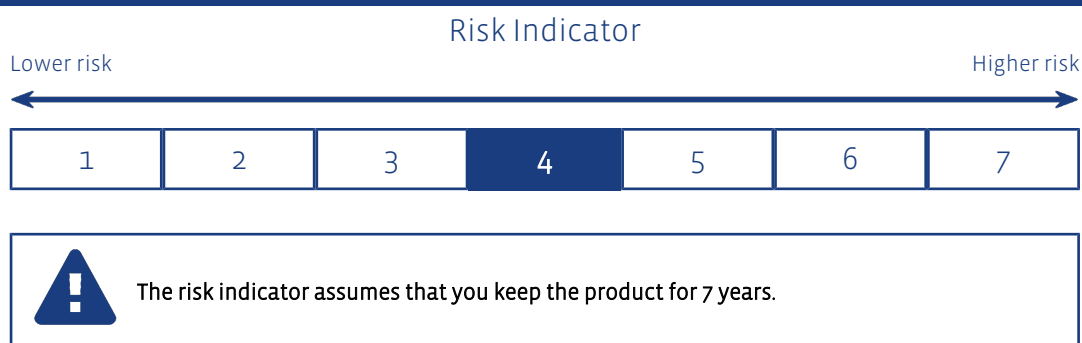 Risk Indicator
Lower risk
Higher risk
1 2 3 4 5 6 7
The risk indicator assumes that you keep the product for 7 years.